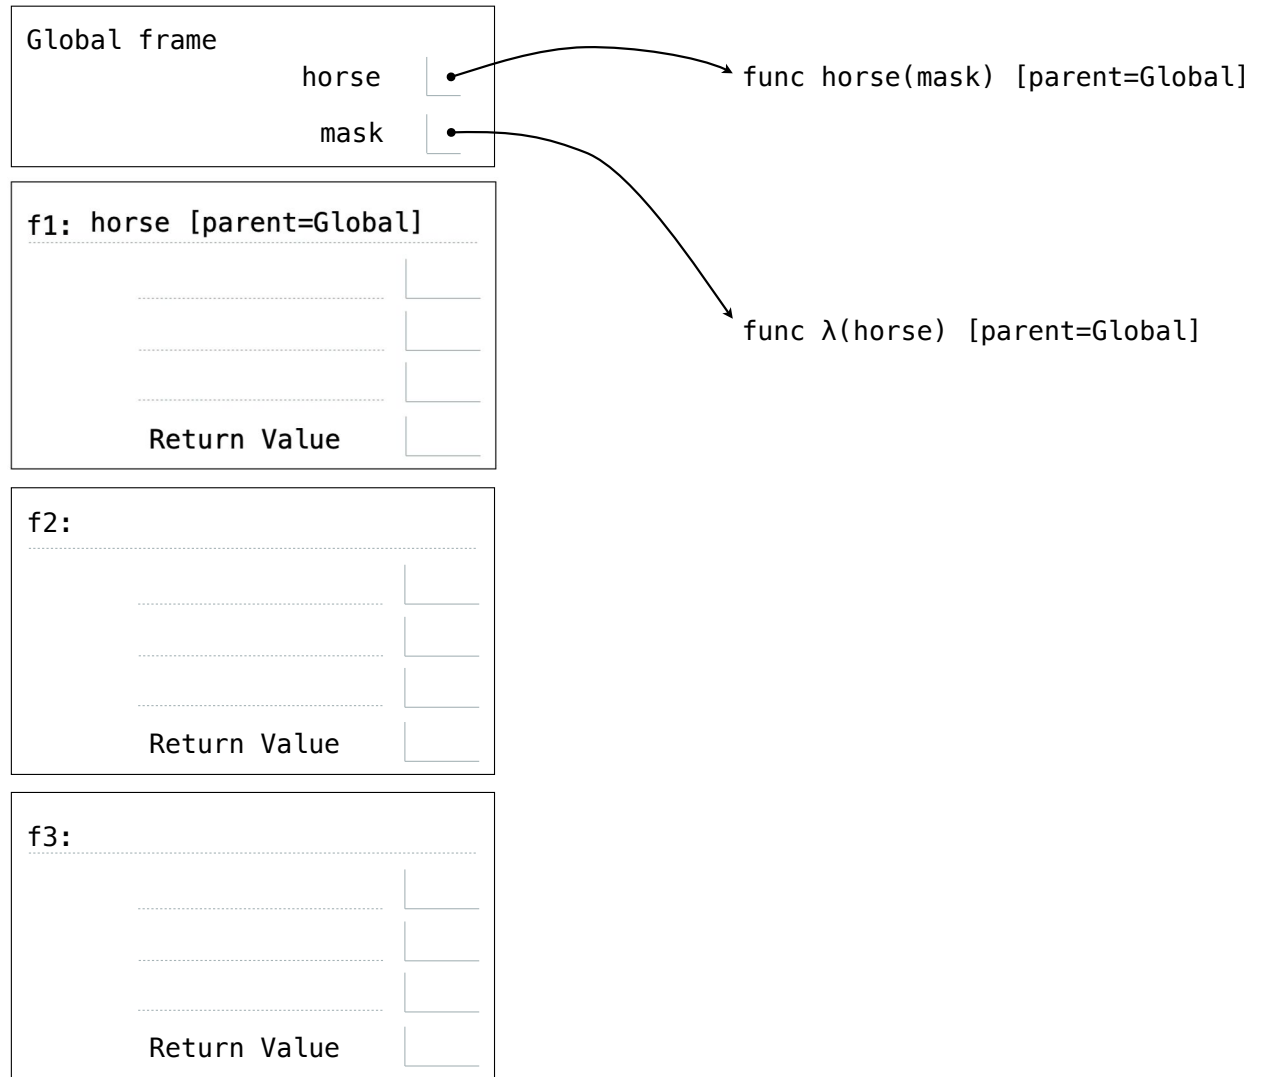 Global frame
horse
func horse(mask) [parent=Global]
mask
f1: horse [parent=Global]
func λ(horse) [parent=Global]
Return Value
f2:
Return Value
f3:
Return Value